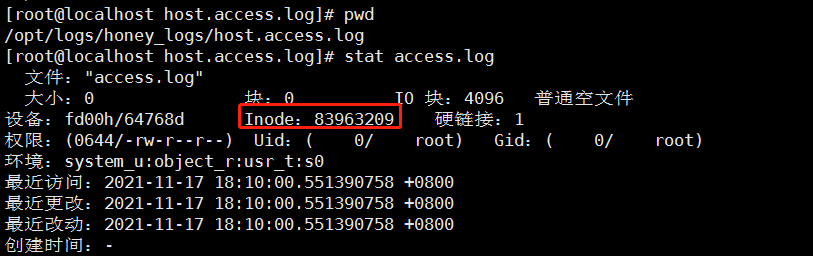 [root@localhost host.access.log]# pwd
/opt/logs/honey_logs/host.access.log
[root@localhost host.access.log]# stat access.log
  文件："access.log"
  大小：0               块：0          IO 块：4096   普通空文件
设备：fd00h/64768d      Inode：83963209    硬链接：1
权限：(0644/-rw-r--r--)  Uid：(    0/    root)   Gid：(    0/    root)
环境：system_u:object_r:usr_t:s0
最近访问：2021-11-17 18:10:00.551390758 +0800
最近更改：2021-11-17 18:10:00.551390758 +0800
最近改动：2021-11-17 18:10:00.551390758 +0800
创建时间：-